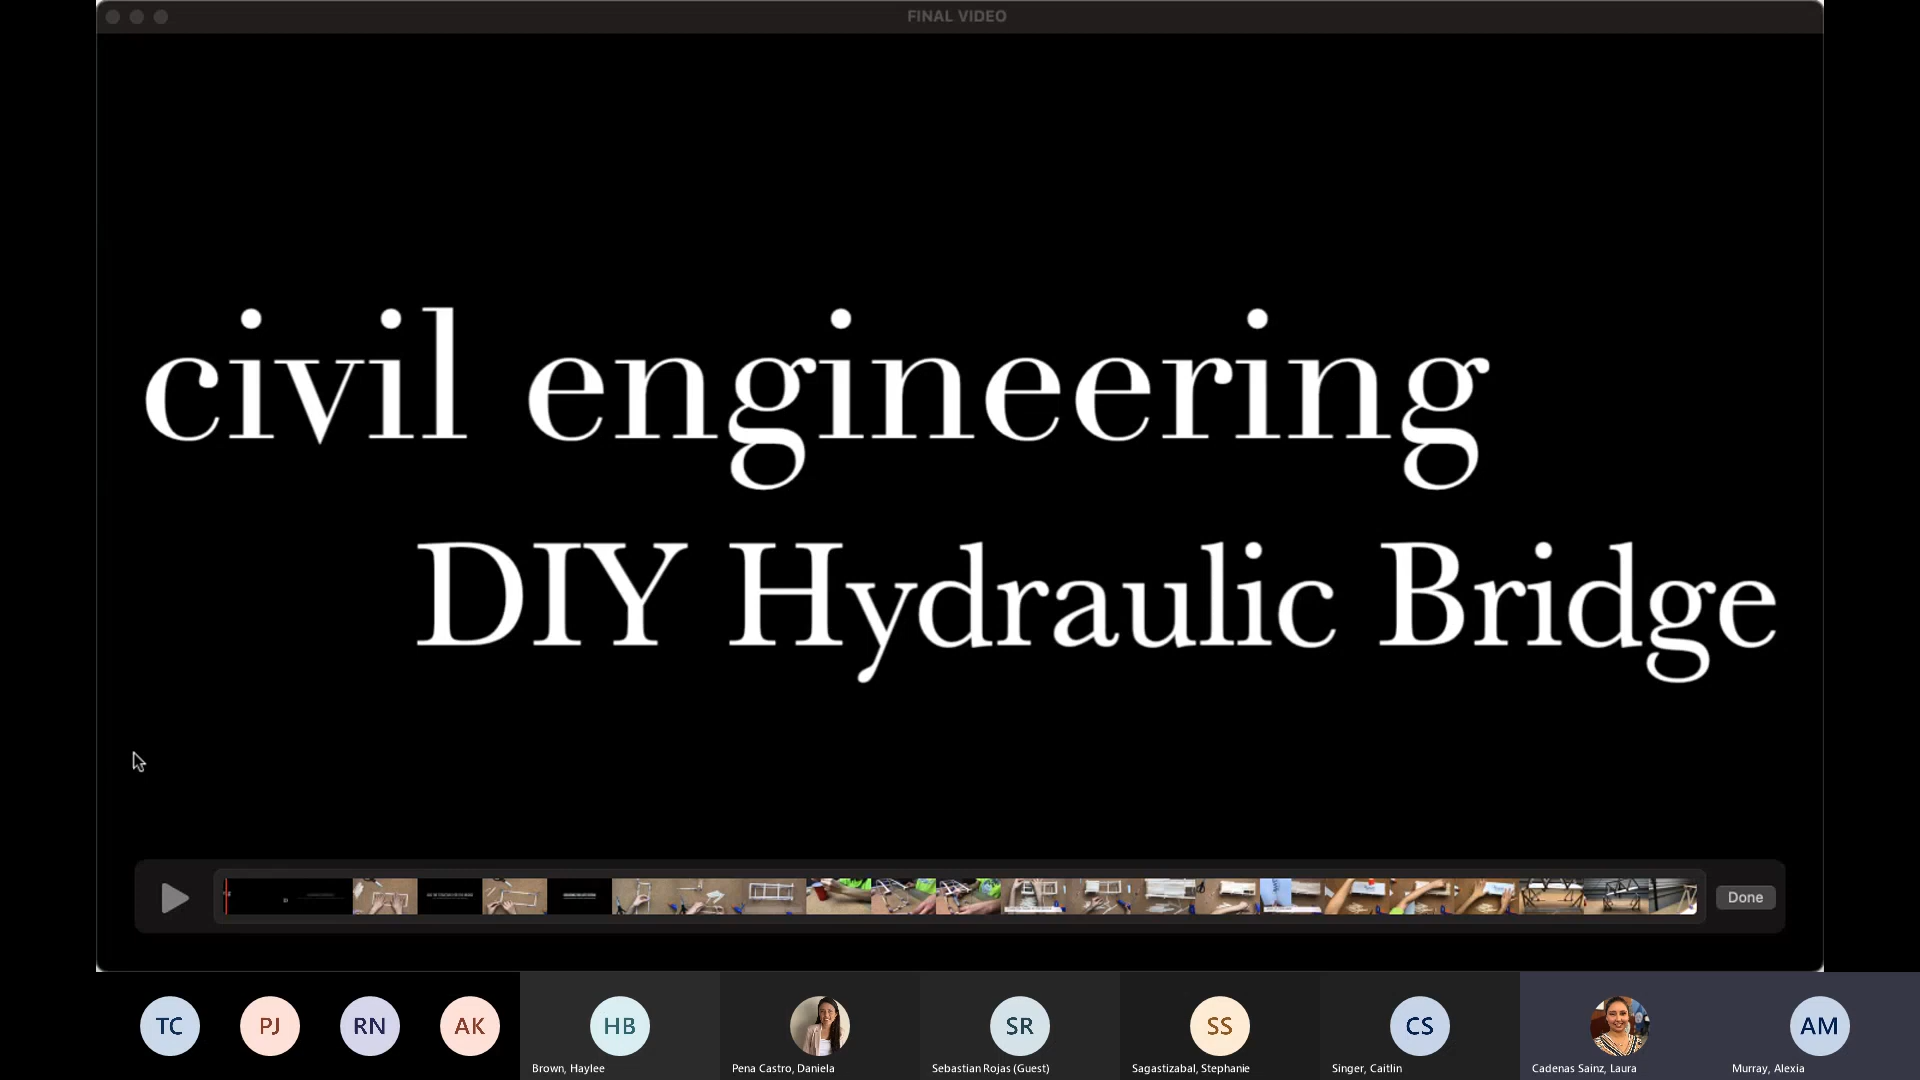 FINAL VIDEO
civil engineering
DIY Hydraulic Bridge
Done
TC
PJ
RN
AK
HB
SR
SS
CS
AM
Brown, Haylee
Pena Castro, Daniela
Sebastian Rojas (Guest)
Sagastizabal, Stephanie
Singer, Caitlin
Cadenas Sainz, Laura
Murray, Alexia